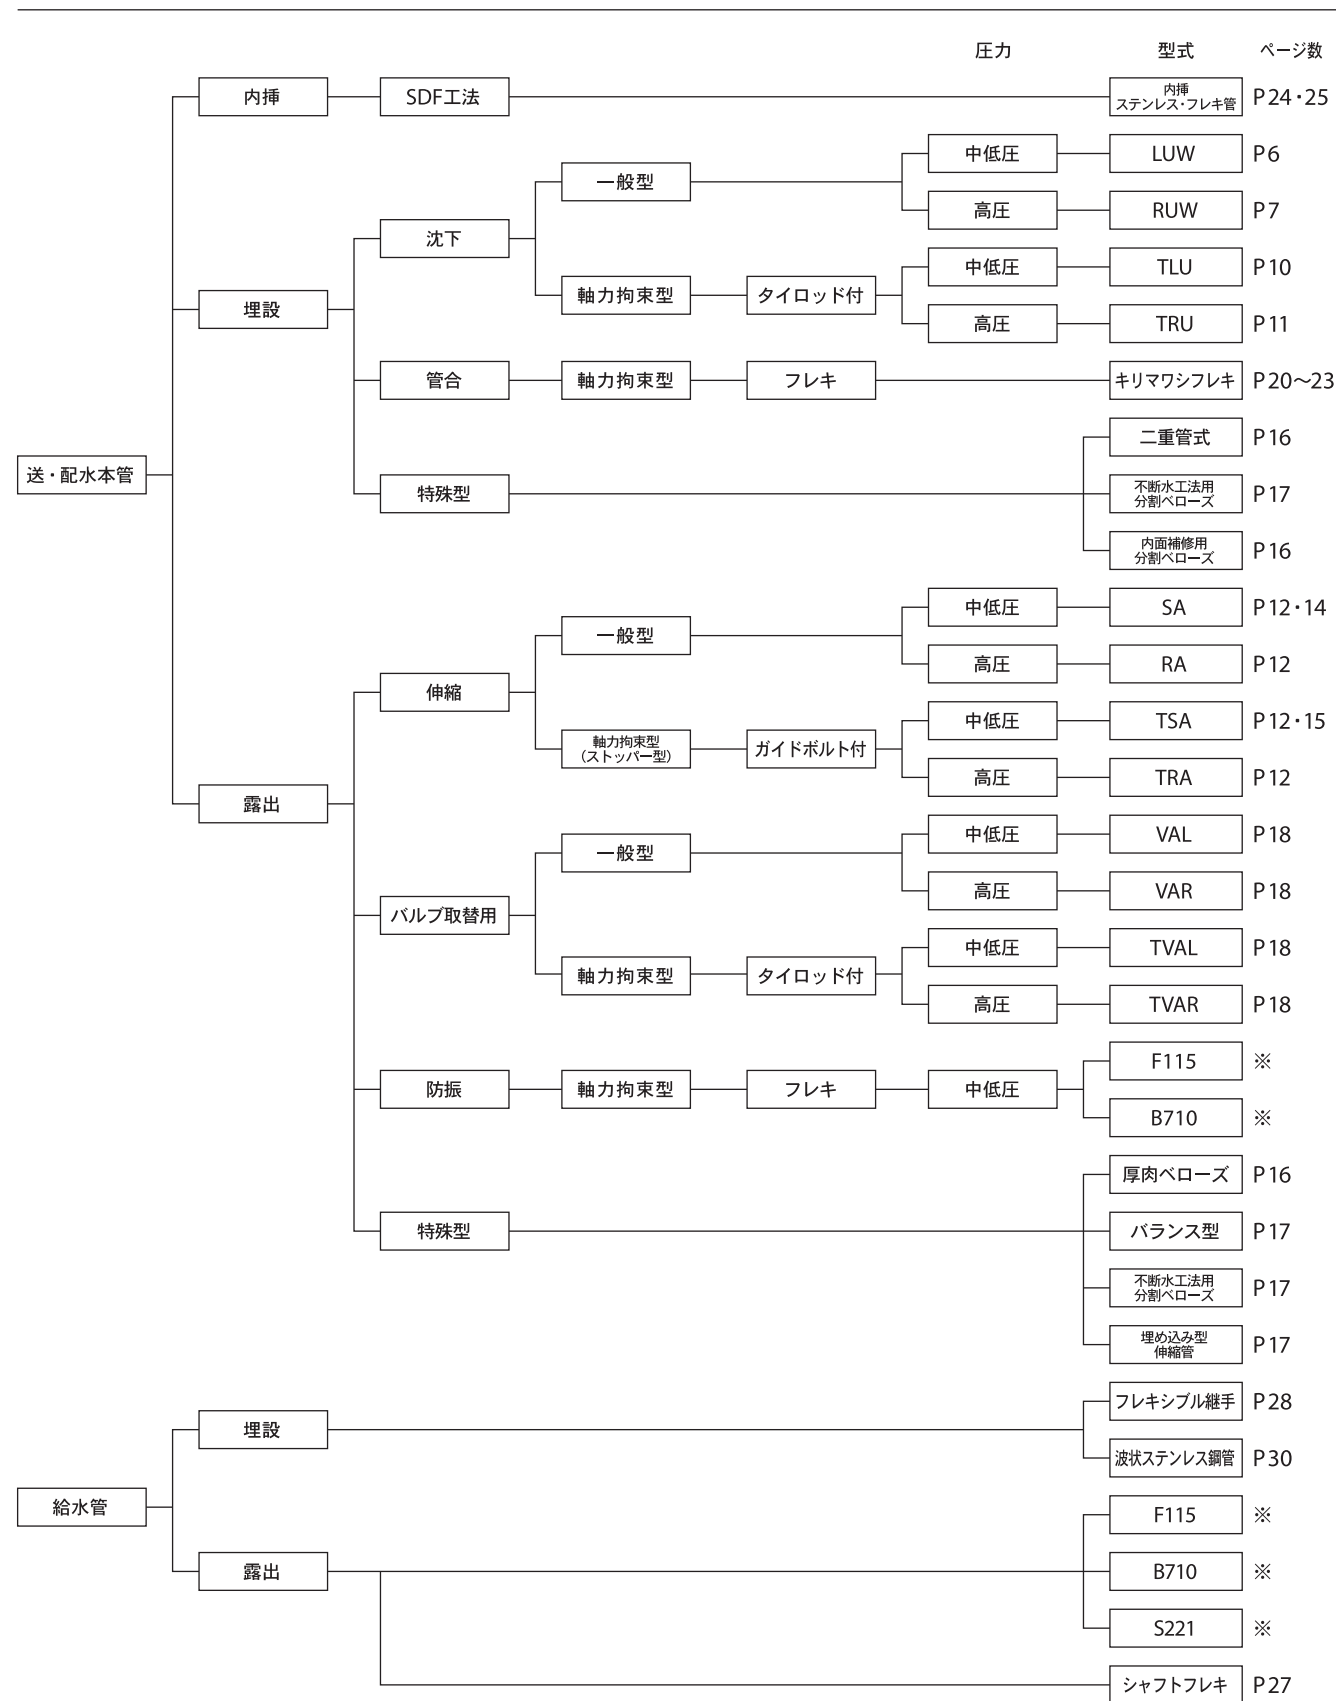 圧力 型式 ページ数
内挿 SDF工法 内挿
ステンレス・フレキ管 P24・25
中低圧 LUW P6
一般型
高圧 RUW P7
沈下
中低圧 TLU P10
軸力拘束型 タイロッド付
埋設
高圧 TRU P11
管合 軸力拘束型 フレキ キリマワシフレキ P20〜23
二重管式 P16
送・配水本管
特殊型 不断水工法用
分割ベローズ P17
内面補修用
分割ベローズ P16
中低圧 SA P12・14
一般型
高圧 RA P12
伸縮
中低圧 TSA P12・15
軸力拘束型
(ストッパー型) ガイドボルト付
高圧 TRA P12
露出
中低圧 VAL P18
一般型
高圧 VAR P18
バルブ取替用
中低圧 TVAL P18
軸力拘束型 タイロッド付
高圧 TVAR P18
F115 ※
防振 軸力拘束型 フレキ 中低圧
B710 ※
厚肉ベローズ P16
特殊型 バランス型 P17
不断水工法用
分割ベローズ P17
埋め込み型
伸縮管 P17
フレキシブル継手 P28
埋設
波状ステンレス鋼管 P30
給水管
F115 ※
露出 B710 ※
S221 ※
シャフトフレキ P27